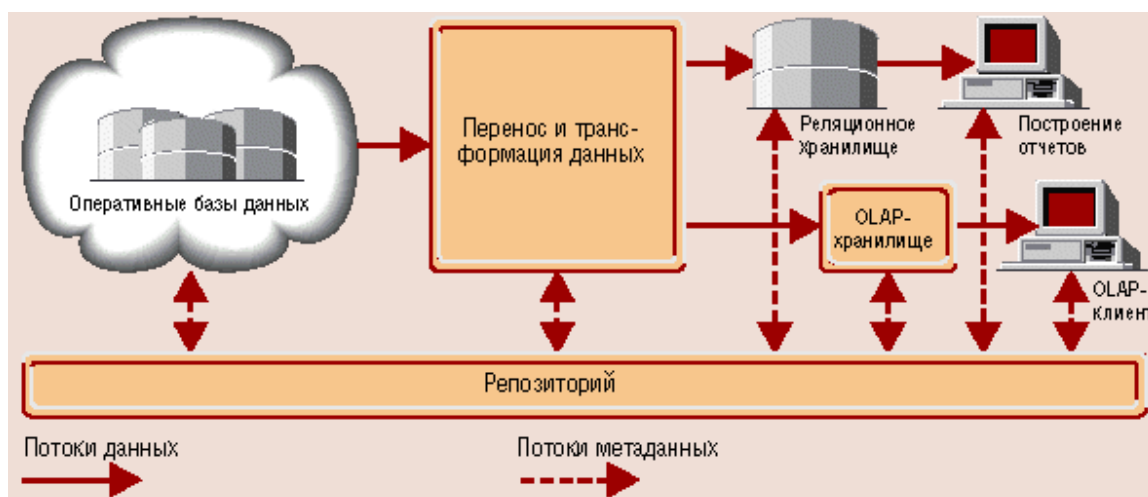 Перенос и транс-
формация данных
Оперативные базы данных
Реляционное
хранилище
Построение
отчетов
OLAP-
хранилище
OLAP-
клиент
Репозиторий
Потоки данных
Потоки метаданных